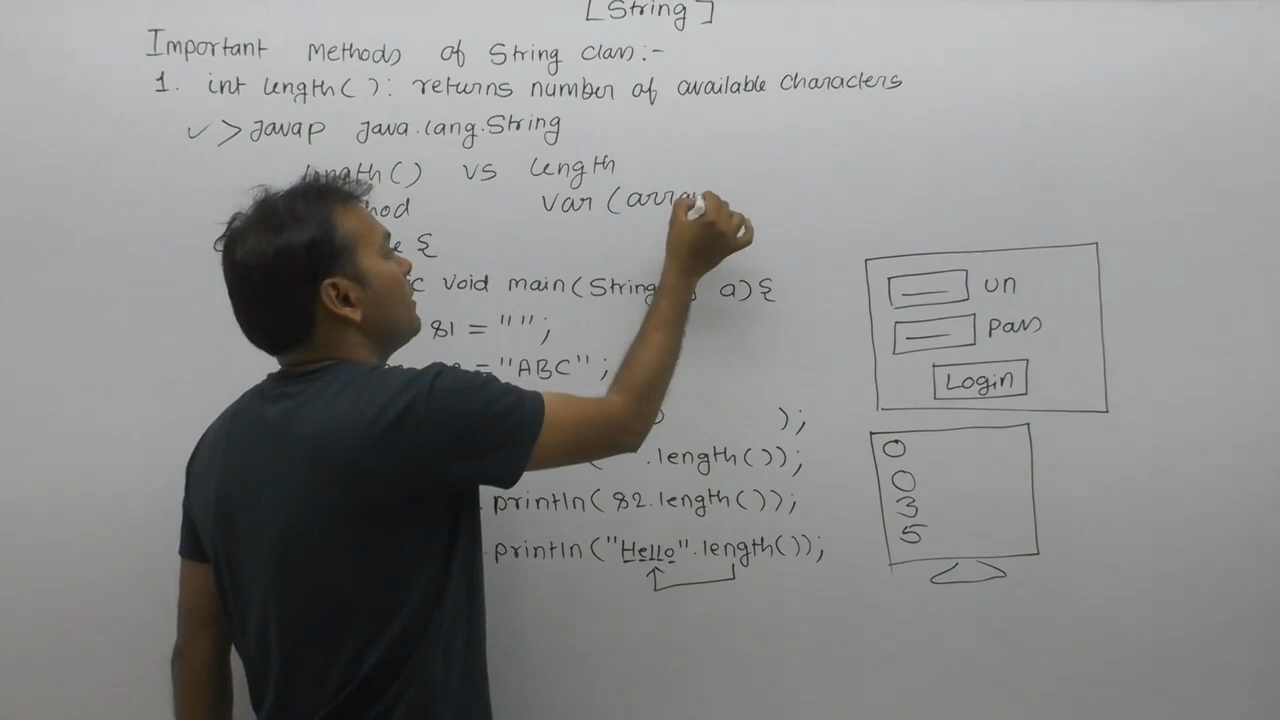 [String]
Important Methods of String class:-
1. int length( ): returns number of available characters
✓ > Javap Java.lang.String
length() vs length
var (arra
{
void main(String a){
S1 = "";
="ABC";
);
.length());
.println(S2.length());
.println("Hello".length());
un
pass
Login
0
0
3
5